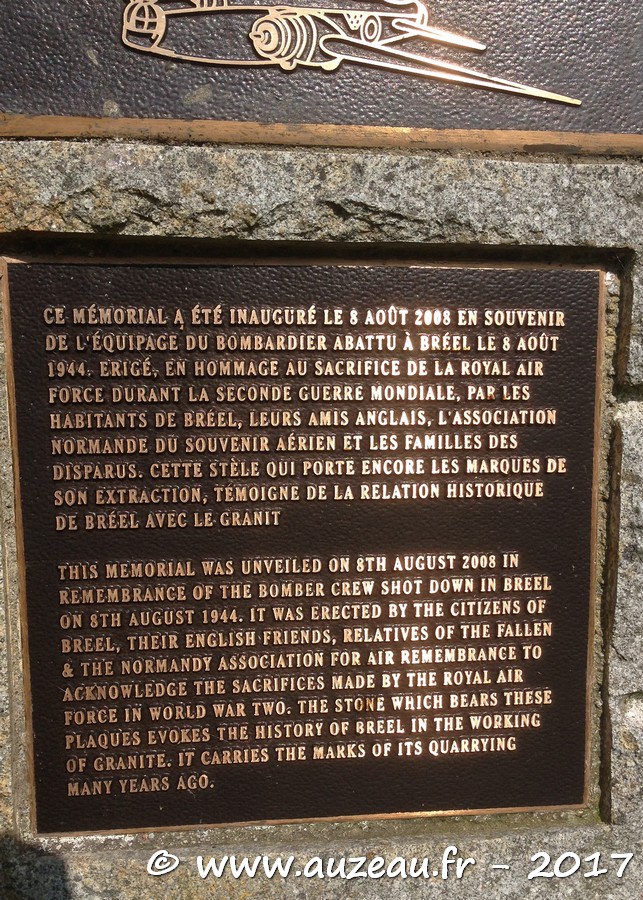 CE MÉMORIAL A ÉTÉ INAUGURÉ LE 8 AOÛT 2008 EN SOUVENIR
DE L'ÉQUIPAGE DU BOMBARDIER ABATTU À BRÉEL LE 8 AOÛT
1944. ERIGÉ, EN HOMMAGE AU SACRIFICE DE LA ROYAL AIR
FORCE DURANT LA SECONDE GUERRE MONDIALE, PAR LES
HABITANTS DE BRÉEL, LEURS AMIS ANGLAIS, L'ASSOCIATION
NORMANDE DU SOUVENIR AÉRIEN ET LES FAMILLES DES
DISPARUS. CETTE STÈLE QUI PORTE ENCORE LES MARQUES DE
SON EXTRACTION, TÉMOIGNE DE LA RELATION HISTORIQUE
DE BRÉEL AVEC LE GRANIT
THIS MEMORIAL WAS UNVEILED ON 8TH AUGUST 2008 IN
REMEMBRANCE OF THE BOMBER CREW SHOT DOWN IN BREEL
ON 8TH AUGUST 1944. IT WAS ERECTED BY THE CITIZENS OF
BREEL, THEIR ENGLISH FRIENDS, RELATIVES OF THE FALLEN
& THE NORMANDY ASSOCIATION FOR AIR REMEMBRANCE TO
ACKNOWLEDGE THE SACRIFICES MADE BY THE ROYAL AIR
FORCE IN WORLD WAR TWO. THE STONE WHICH BEARS THESE
PLAQUES EVOKES THE HISTORY OF BREEL IN THE WORKING
OF GRANITE. IT CARRIES THE MARKS OF ITS QUARRYING
MANY YEARS AGO.
© www.auzeau.fr - 2017